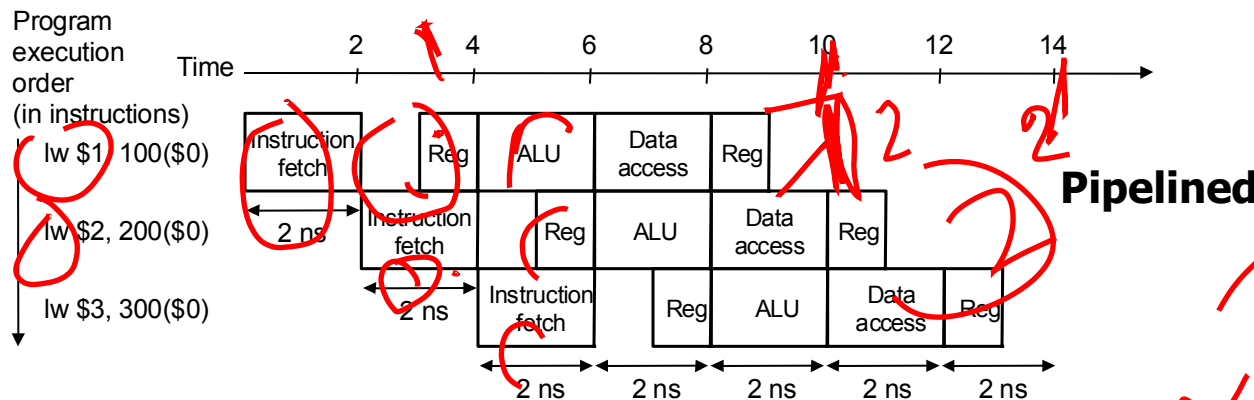 Program
execution
order
(in instructions)
Time
2 4 6 8 10 12 14
lw $1, 100($0)
Instruction
fetch
Reg
ALU
Data
access
Reg
2
2
Pipelined
lw $2, 200($0)
2 ns
Instruction
fetch
Reg
ALU
Data
access
Reg
2
lw $3, 300($0)
2 ns
Instruction
fetch
Reg
ALU
Data
access
Reg
2 ns 2 ns 2 ns 2 ns 2 ns